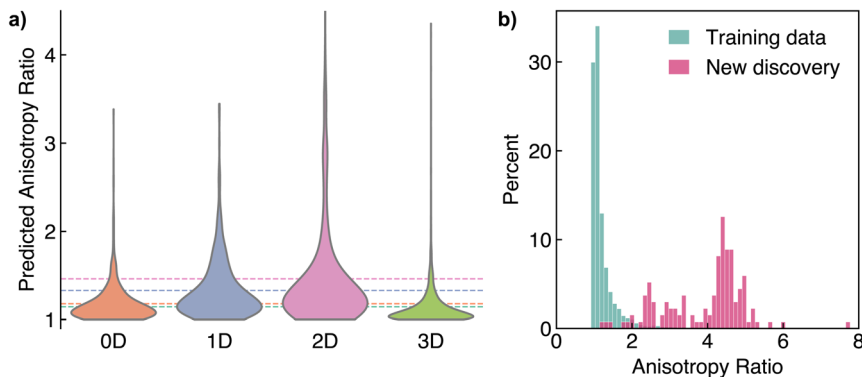 a)
Predicted Anisotropy Ratio
4
3
2
1
0D 1D 2D 3D
b)
Percent
30
20
10
0
Training data
New discovery
0 2 4 6 8
Anisotropy Ratio